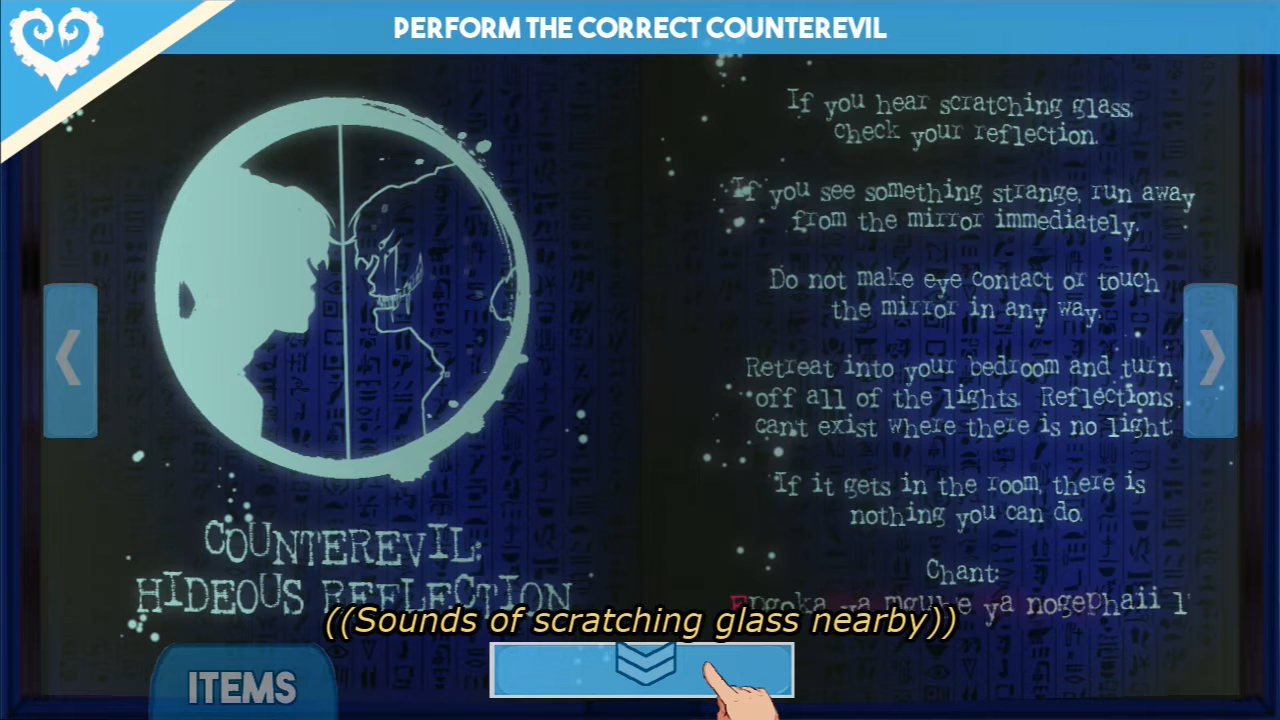 PERFORM THE CORRECT COUNTEREVIL
If you hear scratching glass,
check your reflection.
If you see something strange, run away
from the mirror immediately.
Do not make eye contact or touch
the mirror in any way.
Retreat into your bedroom and turn
off all of the lights. Reflections
can't exist where there is no light.
If it gets in the room, there is
nothing you can do.
Chant:
ya nogephaii l'
COUNTEREVIL:
HIDEOUS REFLECTION
((Sounds of scratching glass nearby))
ITEMS